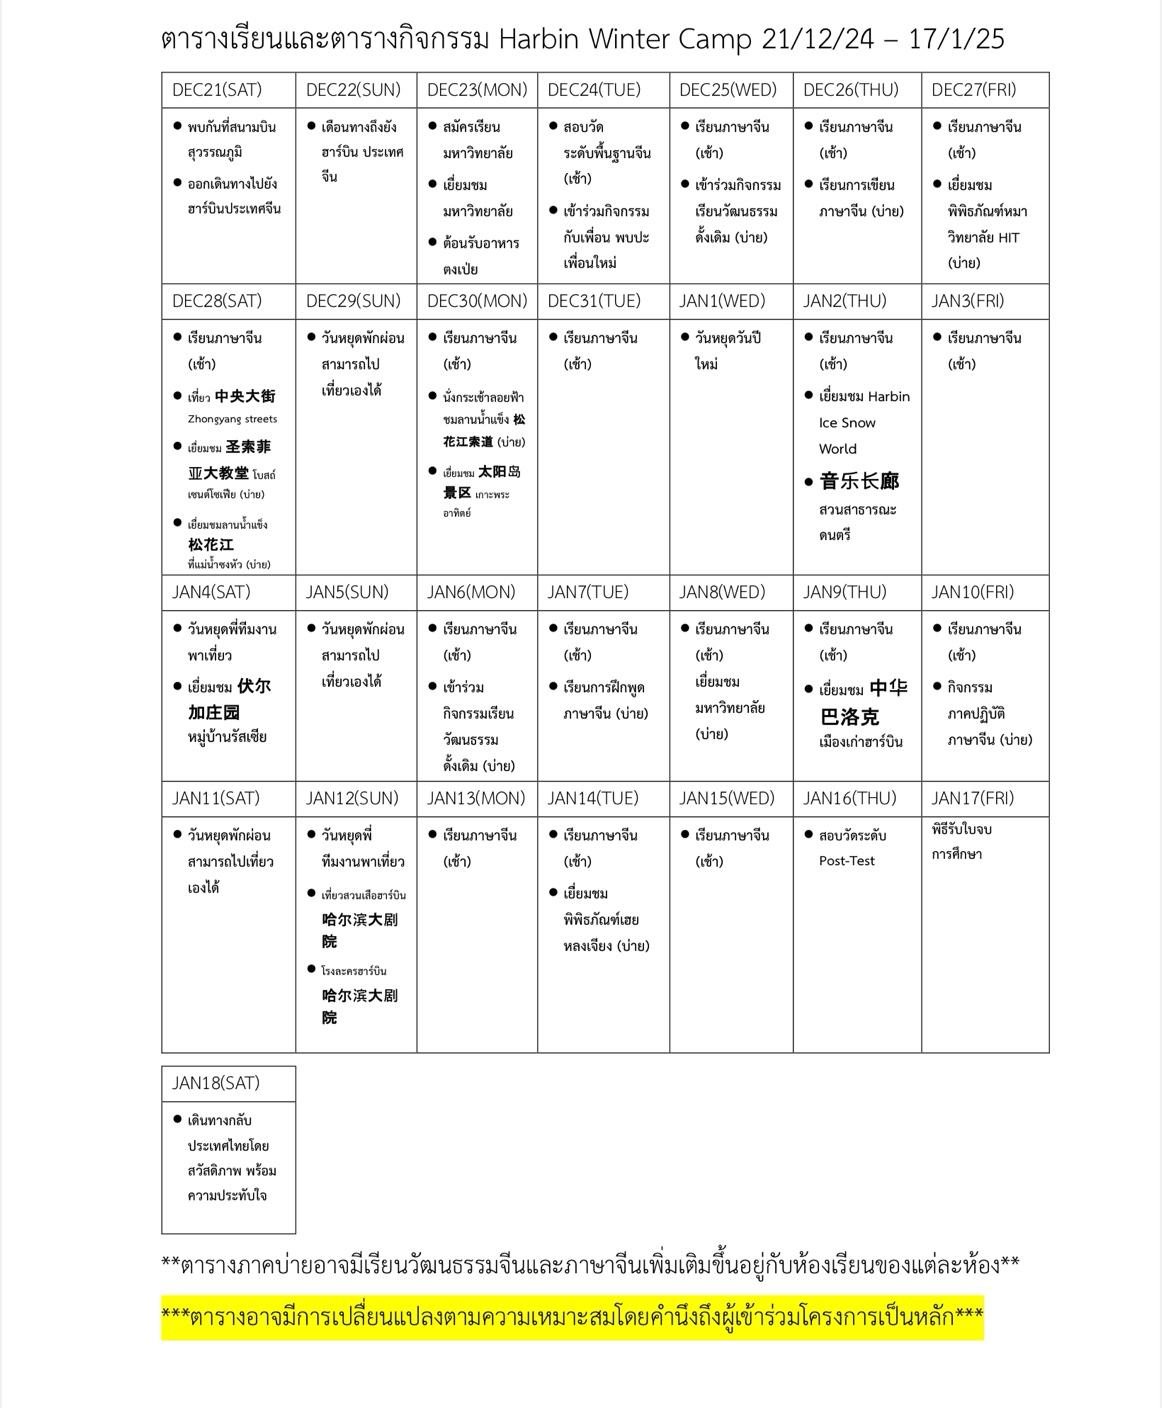 ตารางเรียนและตารางกิจกรรม Harbin Winter Camp 21/12/24 – 17/1/25
DEC21(SAT)
● พบกันที่สนามบิน
สุวรรณภูมิ
● ออกเดินทางไปยัง
ฮาร์บินประเทศจีน
DEC22(SUN)
● เดือนทางถึงยัง
ฮาร์บิน ประเทศ
จีน
DEC23(MON)
● สมัครเรียน
มหาวิทยาลัย
● เยี่ยมชม
มหาวิทยาลัย
● ต้อนรับอาหาร
ตงเป่ย
DEC24(TUE)
● สอบวัด
ระดับพื้นฐานจีน
(เช้า)
● เข้าร่วมกิจกรรม
กับเพื่อน พบปะ
เพื่อนใหม่
DEC25(WED)
● เรียนภาษาจีน
(เช้า)
● เข้าร่วมกิจกรรม
เรียนวัฒนธรรม
ดั้งเดิม (บ่าย)
DEC26(THU)
● เรียนภาษาจีน
(เช้า)
● เรียนการเขียน
ภาษาจีน (บ่าย)
DEC27(FRI)
● เรียนภาษาจีน
(เช้า)
● เยี่ยมชม
พิพิธภัณฑ์หมา
วิทยาลัย HIT
(บ่าย)
DEC28(SAT)
● เรียนภาษาจีน
(เช้า)
● เที่ยว 中央大街
Zhongyang streets
● เยี่ยมชม 圣索菲
亚大教堂 โบสถ์
เซนต์โซเฟีย (บ่าย)
● เยี่ยมชมลานน้ำแข็ง
松花江
ที่แม่น้ำซงหัว (บ่าย)
DEC29(SUN)
● วันหยุดพักผ่อน
สามารถไป
เที่ยวเองได้
DEC30(MON)
● เรียนภาษาจีน
(เช้า)
● นั่งกระเช้าลอยฟ้า
ชมลานน้ำแข็ง 松
花江索道 (บ่าย)
● เยี่ยมชม 太阳岛
景区 เกาะพระ
อาทิตย์
DEC31(TUE)
● เรียนภาษาจีน
(เช้า)
JAN1(WED)
● วันหยุดวันปี
ใหม่
JAN2(THU)
● เรียนภาษาจีน
(เช้า)
● เยี่ยมชม Harbin
Ice Snow
World
● 音乐长廊
สวนสาธารณะ
ดนตรี
JAN3(FRI)
● เรียนภาษาจีน
(เช้า)
JAN4(SAT)
● วันหยุดพี่ทีมงาน
พาเที่ยว
● เยี่ยมชม 伏尔
加庄园
หมู่บ้านรัสเซีย
JAN5(SUN)
● วันหยุดพักผ่อน
สามารถไป
เที่ยวเองได้
JAN6(MON)
● เรียนภาษาจีน
(เช้า)
● เข้าร่วม
กิจกรรมเรียน
วัฒนธรรม
ดั้งเดิม (บ่าย)
JAN7(TUE)
● เรียนภาษาจีน
(เช้า)
● เรียนการฝึกพูด
ภาษาจีน (บ่าย)
JAN8(WED)
● เรียนภาษาจีน
(เช้า)
เยี่ยมชม
มหาวิทยาลัย
(บ่าย)
JAN9(THU)
● เรียนภาษาจีน
(เช้า)
● เยี่ยมชม 中华
巴洛克
เมืองเก่าฮาร์บิน
JAN10(FRI)
● เรียนภาษาจีน
(เช้า)
● กิจกรรม
ภาคปฏิบัติ
ภาษาจีน (บ่าย)
JAN11(SAT)
● วันหยุดพักผ่อน
สามารถไปเที่ยว
เองได้
JAN12(SUN)
● วันหยุดพี่
ทีมงานพาเที่ยว
● เที่ยวสวนเสือฮาร์บิน
哈尔滨大剧
院
● โรงละครฮาร์บิน
哈尔滨大剧
院
JAN13(MON)
● เรียนภาษาจีน
(เช้า)
JAN14(TUE)
● เรียนภาษาจีน
(เช้า)
● เยี่ยมชม
พิพิธภัณฑ์เฮย
หลงเจียง (บ่าย)
JAN15(WED)
● เรียนภาษาจีน
(เช้า)
JAN16(THU)
● สอบวัดระดับ
Post-Test
JAN17(FRI)
พิธีรับใบจบ
การศึกษา
JAN18(SAT)
● เดินทางกลับ
ประเทศไทยโดย
สวัสดิภาพ พร้อม
ความประทับใจ
**ตารางภาคบ่ายอาจมีเรียนวัฒนธรรมจีนและภาษาจีนเพิ่มเติมขึ้นอยู่กับห้องเรียนของแต่ละห้อง**
***ตารางอาจมีการเปลี่ยนแปลงตามความเหมาะสมโดยคำนึงถึงผู้เข้าร่วมโครงการเป็นหลัก***